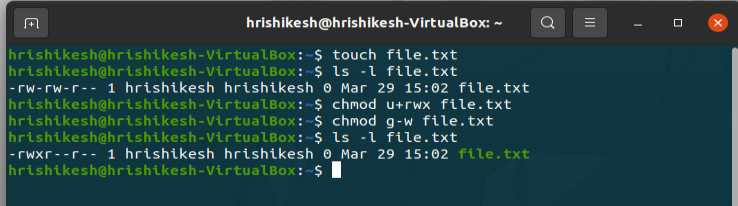 hrishikesh@hrishikesh-VirtualBox: ~
hrishikesh@hrishikesh-VirtualBox:~$ touch file.txt
hrishikesh@hrishikesh-VirtualBox:~$ ls -l file.txt
-rw-rw-r-- 1 hrishikesh hrishikesh 0 Mar 29 15:02 file.txt
hrishikesh@hrishikesh-VirtualBox:~$ chmod u+rwx file.txt
hrishikesh@hrishikesh-VirtualBox:~$ chmod g-w file.txt
hrishikesh@hrishikesh-VirtualBox:~$ ls -l file.txt
-rwxr--r-- 1 hrishikesh hrishikesh 0 Mar 29 15:02 file.txt
hrishikesh@hrishikesh-VirtualBox:~$